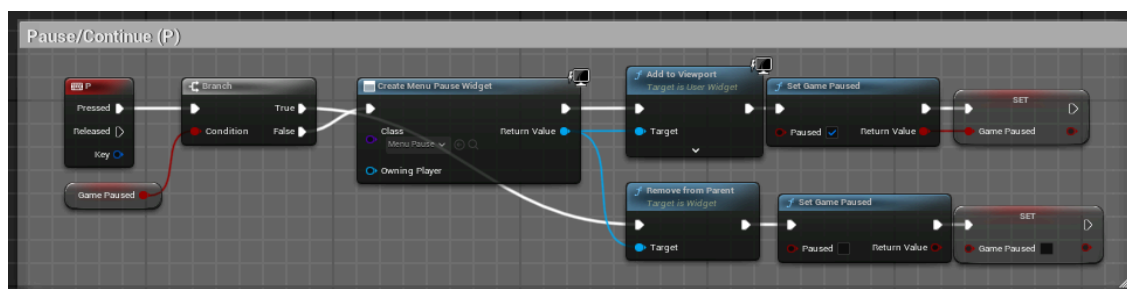 Pause/Continue (P)
P
Pressed
Released
Key
Game Paused
Branch
True
Condition
False
Create Menu Pause Widget
Class
Return Value
Menu Pause
Owning Player
Add to Viewport
Target is User Widget
Target
Set Game Paused
Paused
Return Value
SET
Game Paused
Remove from Parent
Target is Widget
Target
Set Game Paused
Paused
Return Value
SET
Game Paused